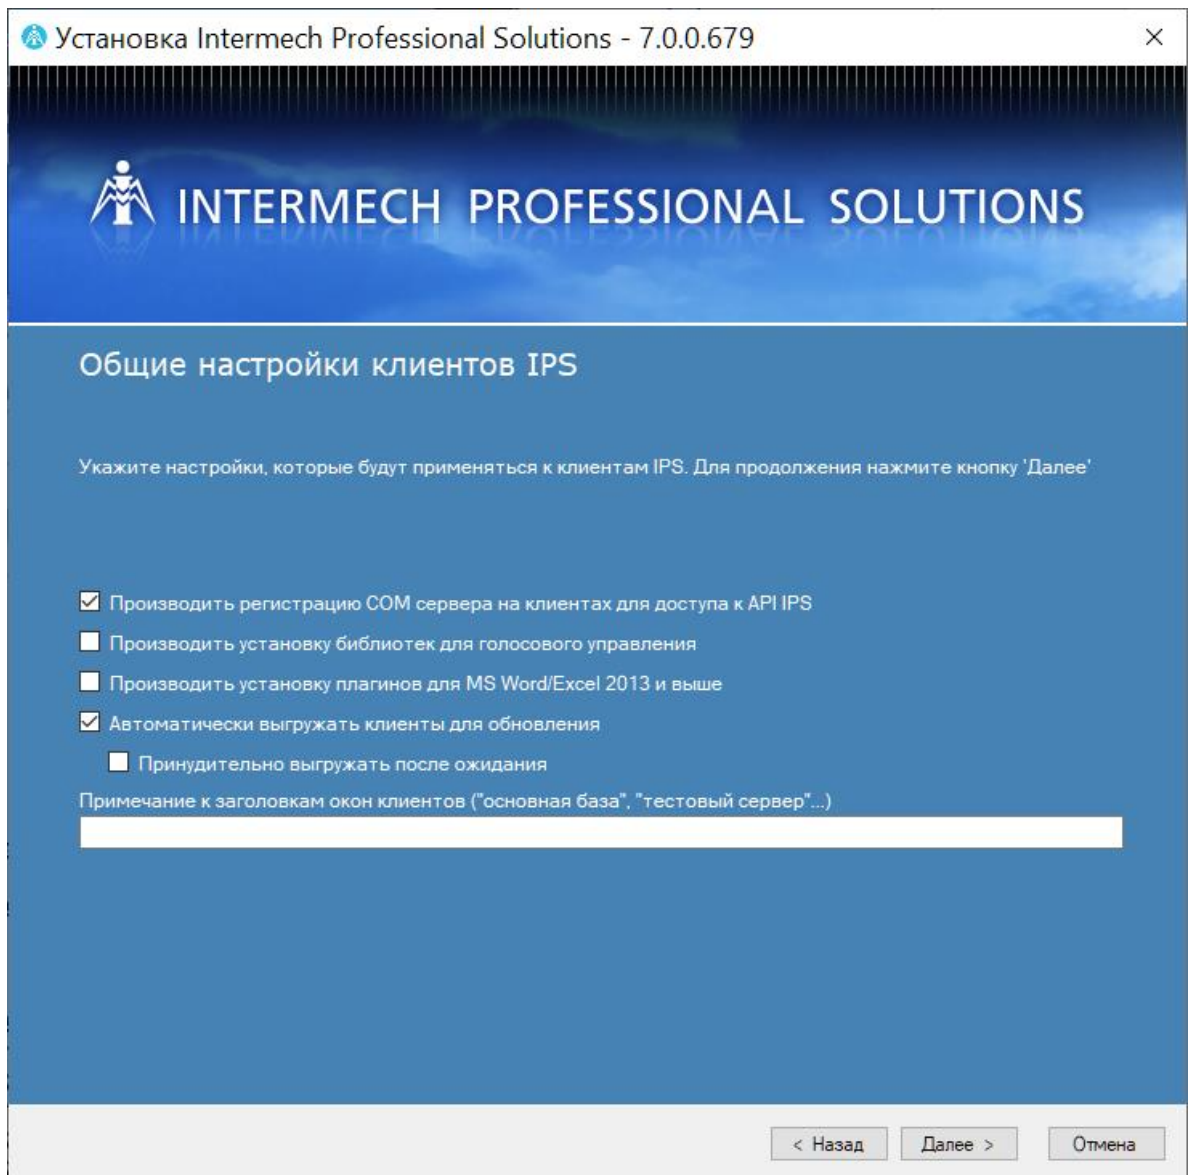 Установка Intermech Professional Solutions - 7.0.0.679
INTERMECH PROFESSIONAL SOLUTIONS
Общие настройки клиентов IPS
Укажите настройки, которые будут применяться к клиентам IPS. Для продолжения нажмите кнопку 'Далее'
Производить регистрацию COM сервера на клиентах для доступа к API IPS
Производить установку библиотек для голосового управления
Производить установку плагинов для MS Word/Excel 2013 и выше
Автоматически выгружать клиенты для обновления
Принудительно выгружать после ожидания
Примечание к заголовкам окон клиентов ("основная база", "тестовый сервер"...)
< Назад Далее > Отмена